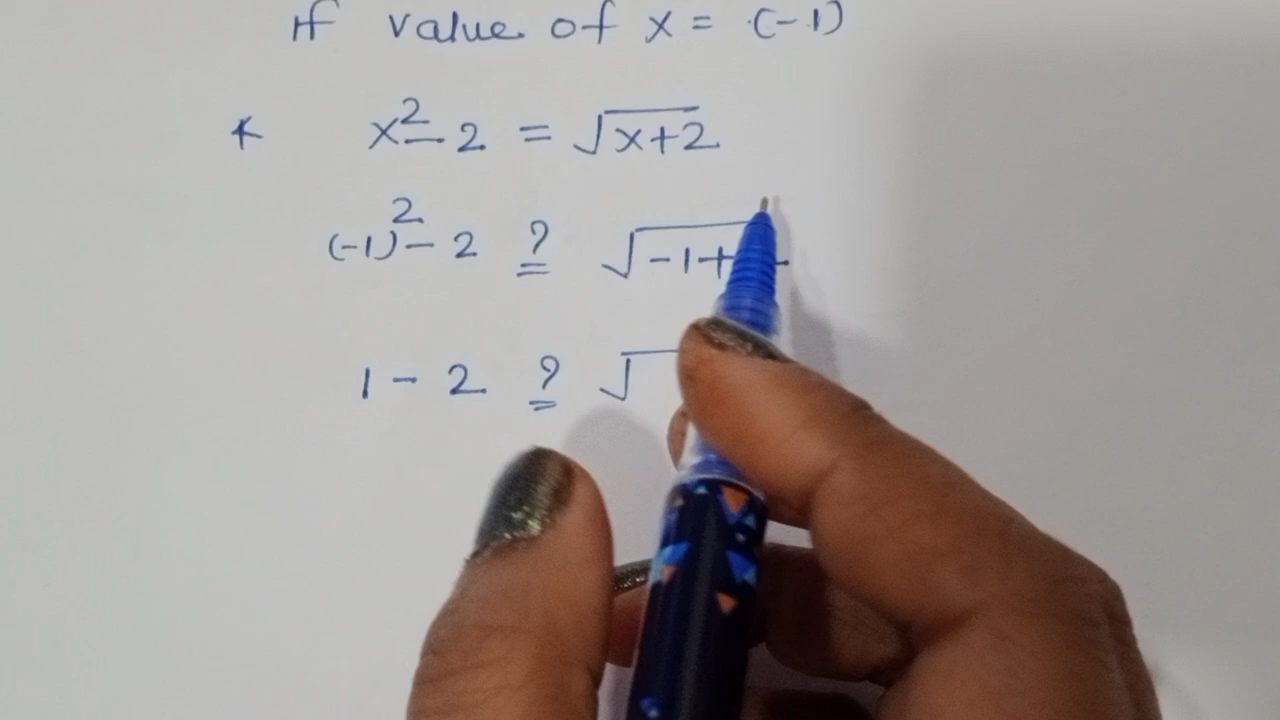 If value of x = (-1)
* x² - 2 = √x+2
(-1)² - 2 ≟ √-1+
1 - 2 ≟ √